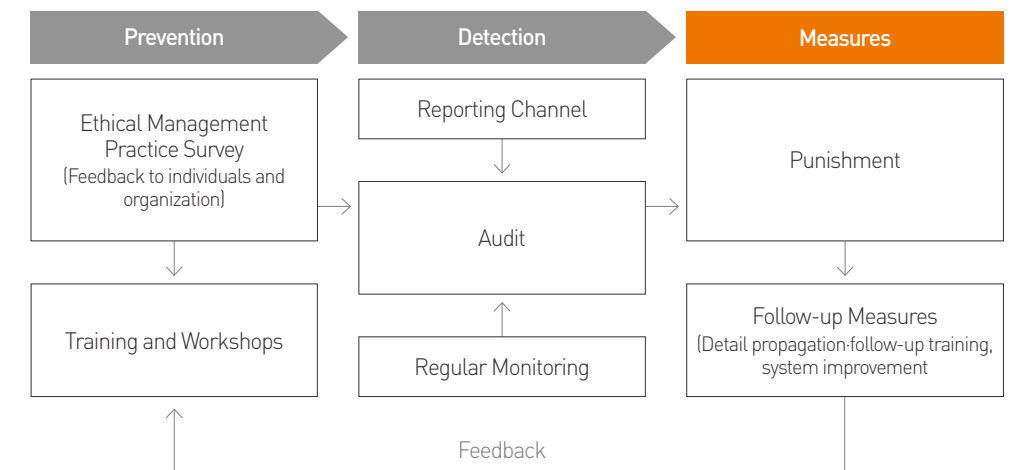 Prevention
Detection
Measures
Ethical Management
Practice Survey
(Feedback to individuals and
organization)
Training and Workshops
Reporting Channel
Audit
Regular Monitoring
Punishment
Follow-up Measures
(Detail propagation·follow-up training,
system improvement
Feedback